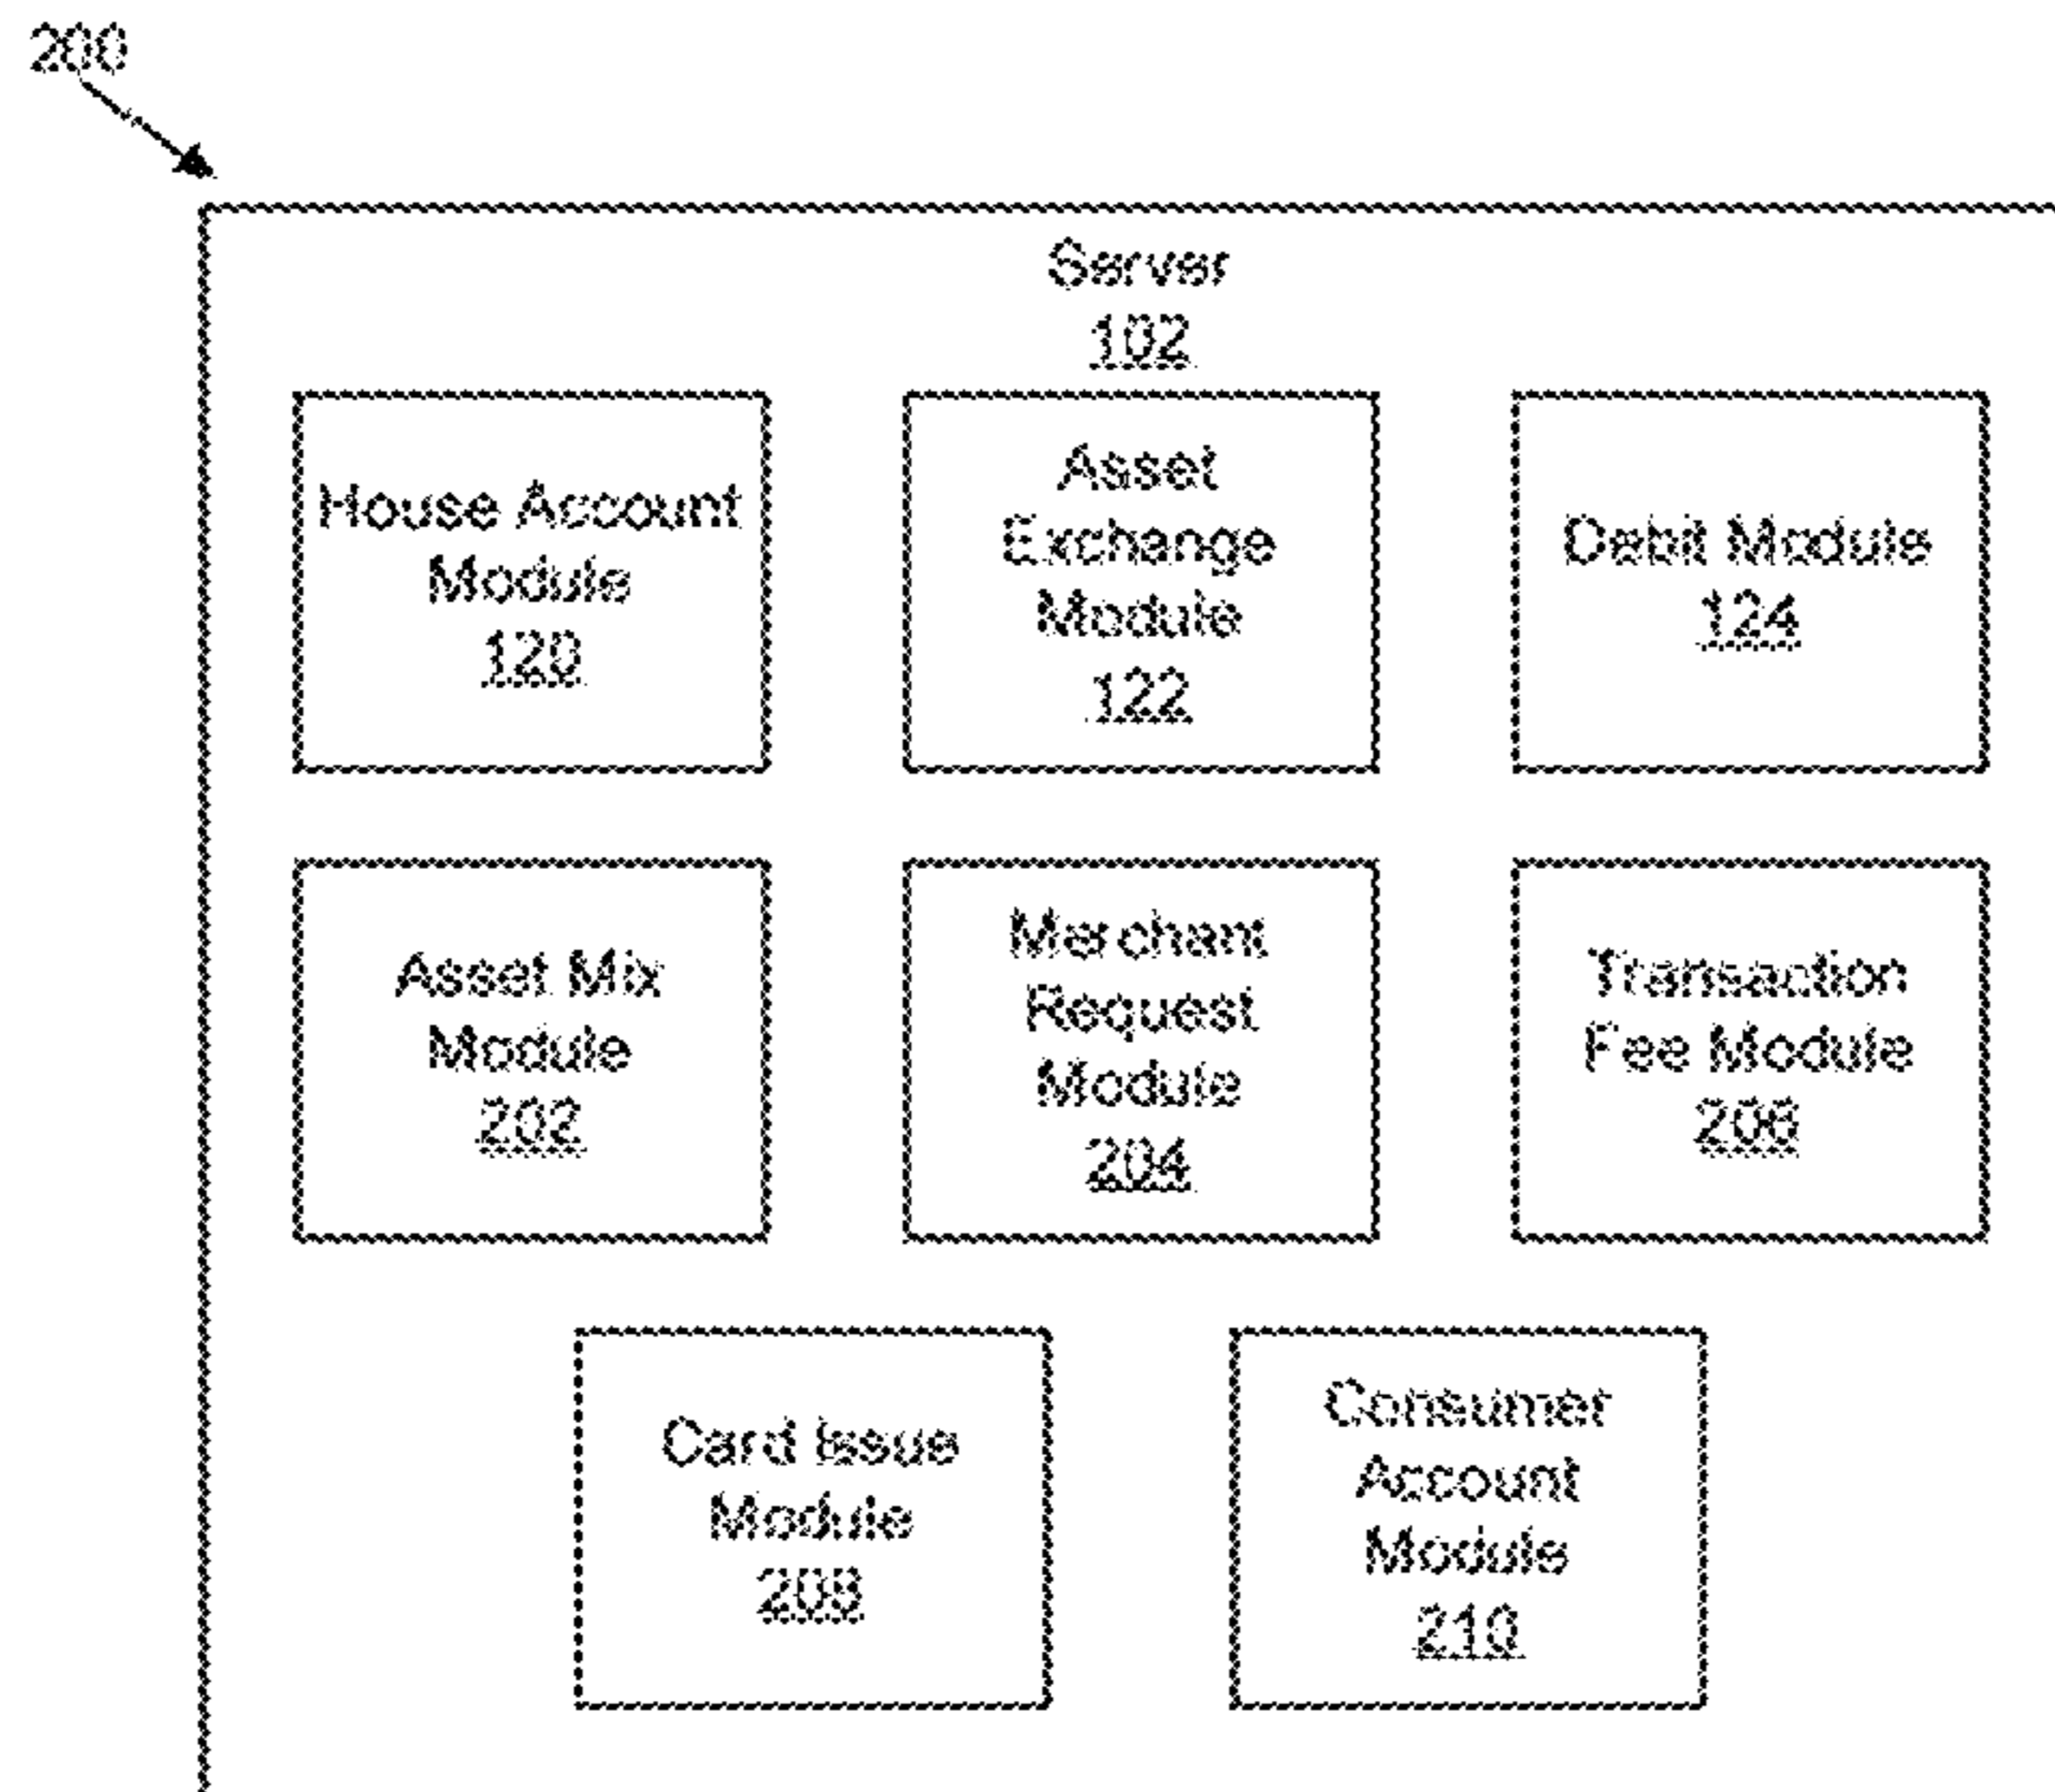 200
Server
102
House Account
Module
120
Asset
Exchange
Module
122
Debit Module
124
Asset Mix
Module
202
Merchant
Request
Module
204
Transaction
Fee Module
206
Card Issue
Module
208
Consumer
Account
Module
210